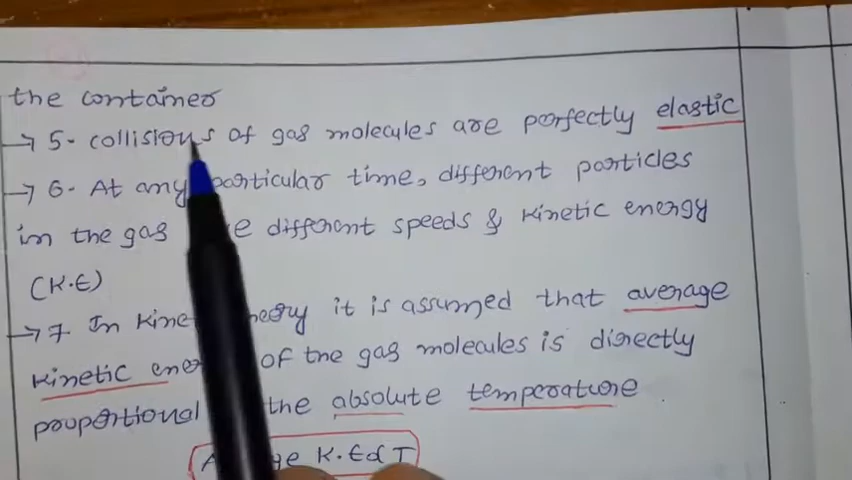 the container
→ 5. collisions of gas molecules are perfectly elastic
→ 6. At any particular time, different particles
in the gas different speeds & kinetic energy
(K.E)
→ 7 In it is assumed that average
kinetic of the gas molecules is directly
proportional the absolute temperature
K.E α T